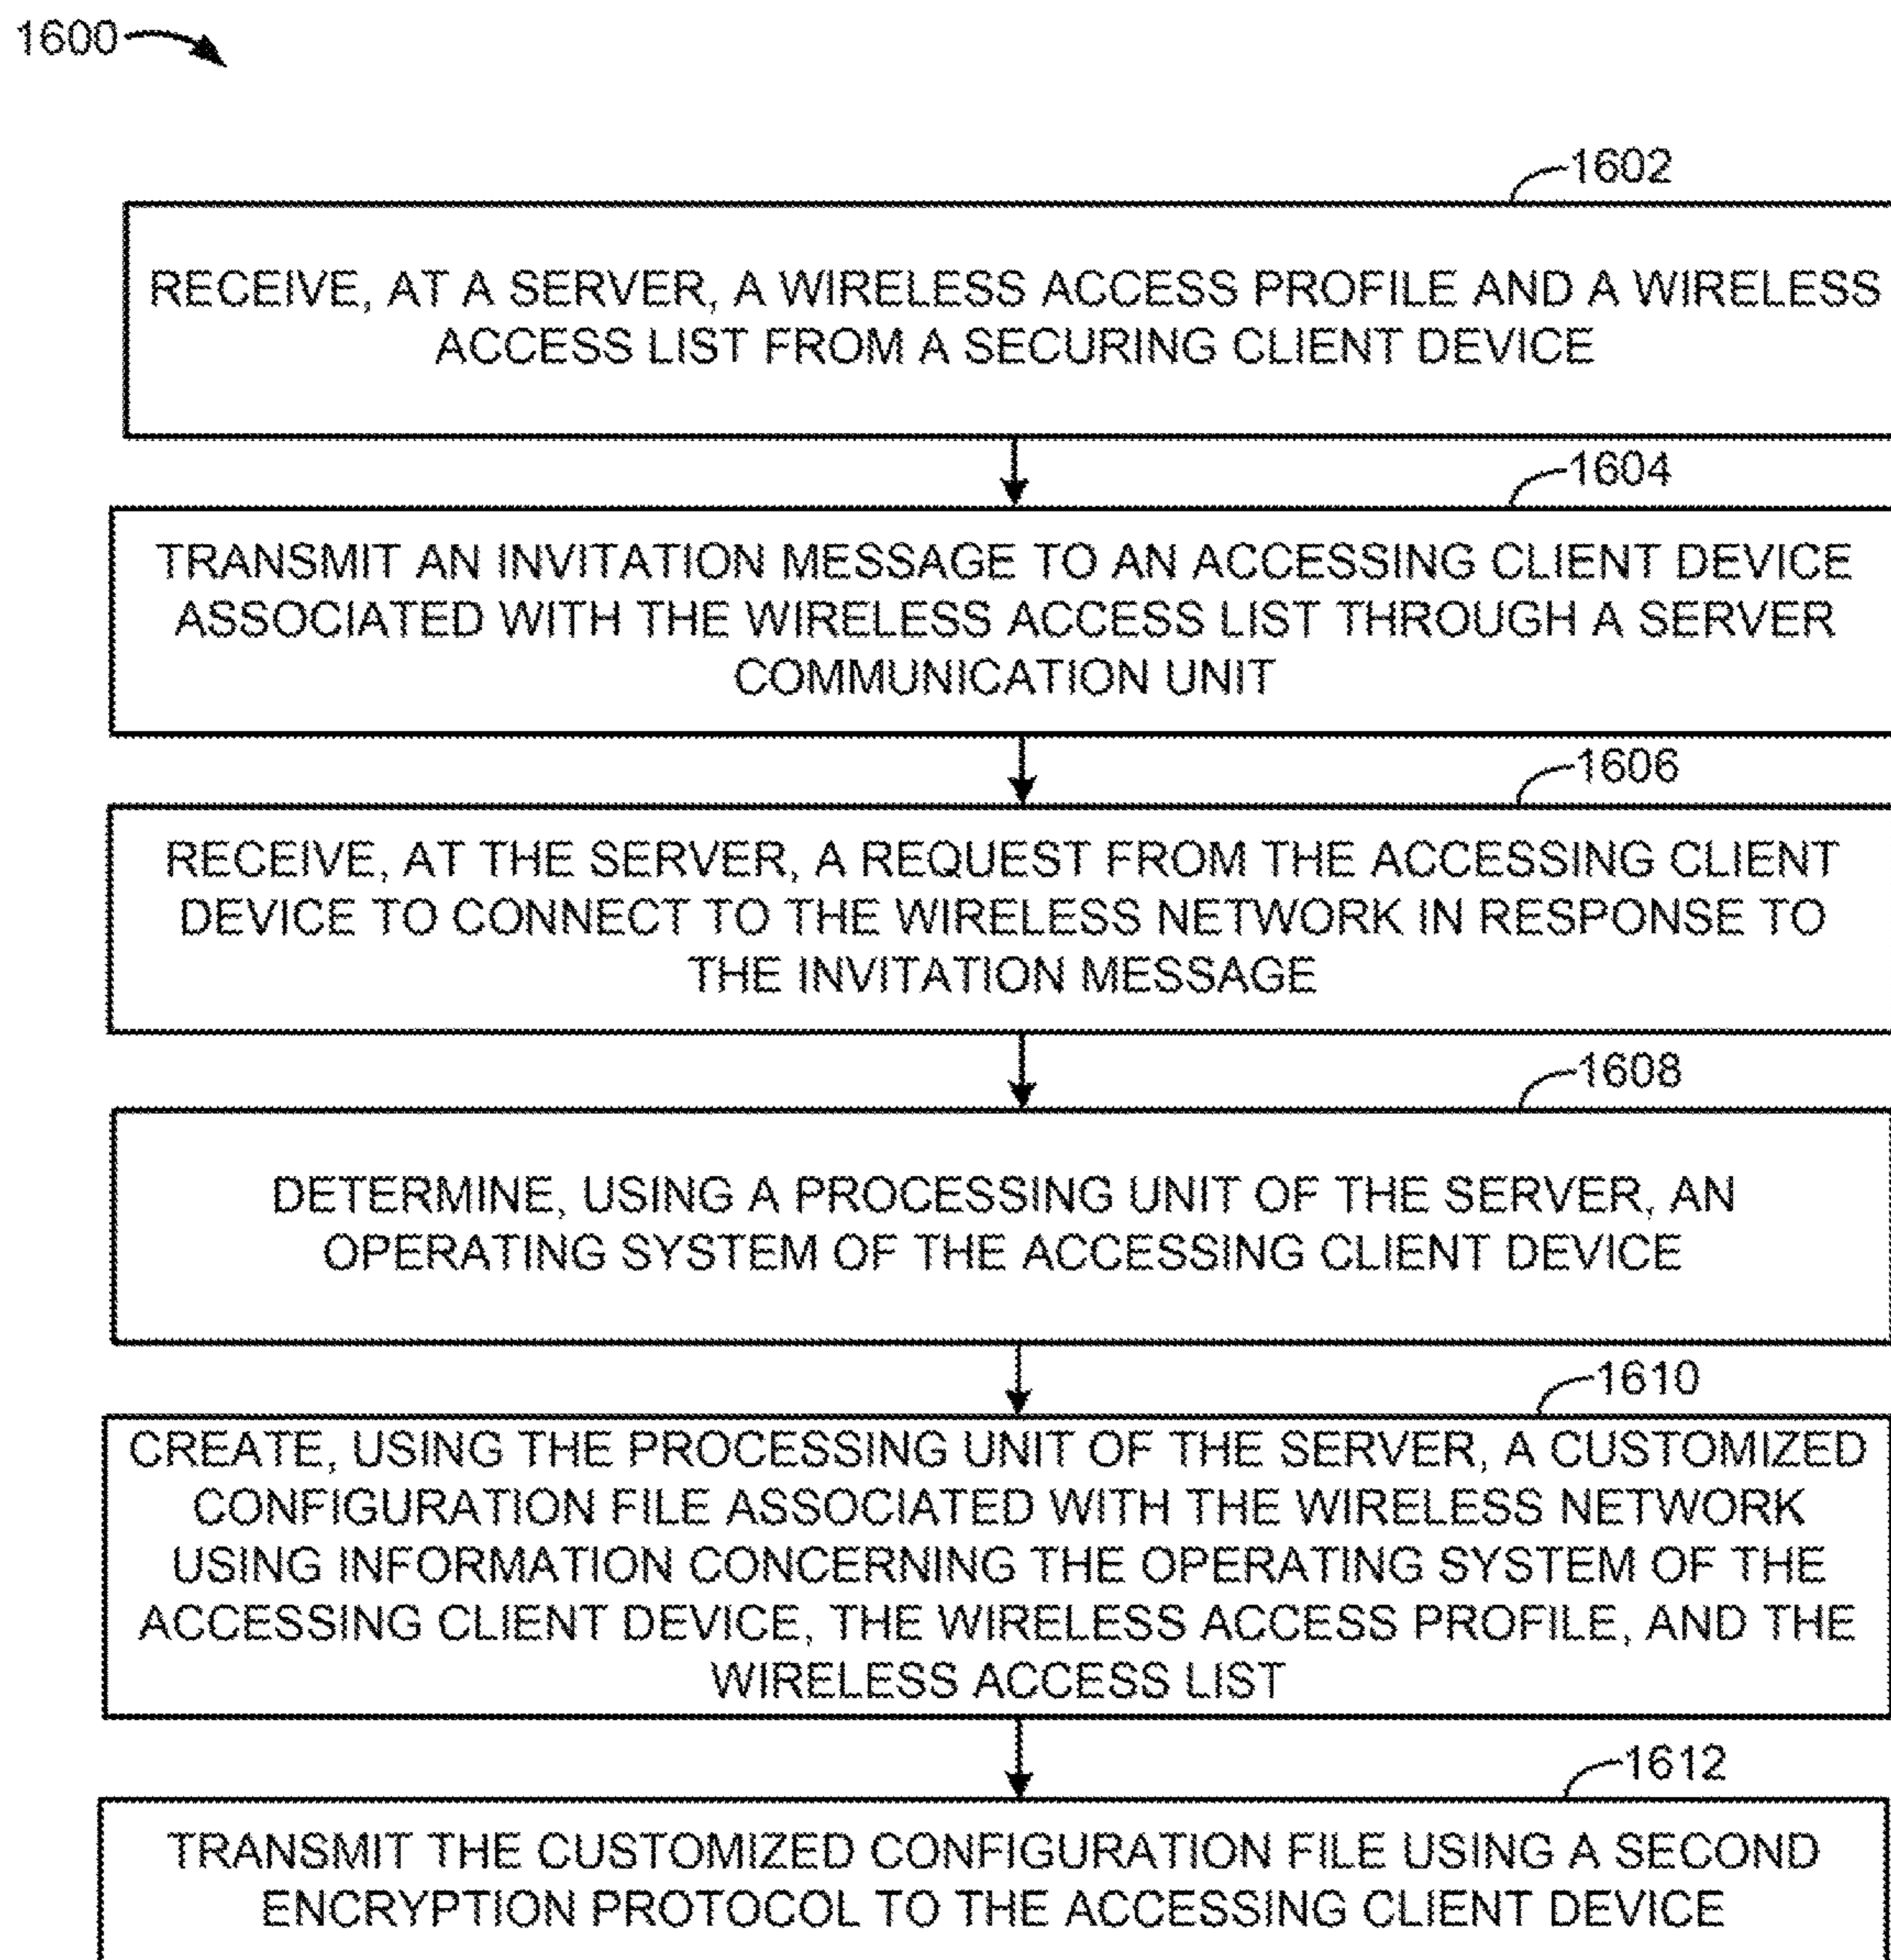 1600
1602
RECEIVE, AT A SERVER, A WIRELESS ACCESS PROFILE AND A WIRELESS
ACCESS LIST FROM A SECURING CLIENT DEVICE
1604
TRANSMIT AN INVITATION MESSAGE TO AN ACCESSING CLIENT DEVICE
ASSOCIATED WITH THE WIRELESS ACCESS LIST THROUGH A SERVER
COMMUNICATION UNIT
1606
RECEIVE, AT THE SERVER, A REQUEST FROM THE ACCESSING CLIENT
DEVICE TO CONNECT TO THE WIRELESS NETWORK IN RESPONSE TO
THE INVITATION MESSAGE
1608
DETERMINE, USING A PROCESSING UNIT OF THE SERVER, AN
OPERATING SYSTEM OF THE ACCESSING CLIENT DEVICE
1610
CREATE, USING THE PROCESSING UNIT OF THE SERVER, A CUSTOMIZED
CONFIGURATION FILE ASSOCIATED WITH THE WIRELESS NETWORK
USING INFORMATION CONCERNING THE OPERATING SYSTEM OF THE
ACCESSING CLIENT DEVICE, THE WIRELESS ACCESS PROFILE, AND THE
WIRELESS ACCESS LIST
1612
TRANSMIT THE CUSTOMIZED CONFIGURATION FILE USING A SECOND
ENCRYPTION PROTOCOL TO THE ACCESSING CLIENT DEVICE